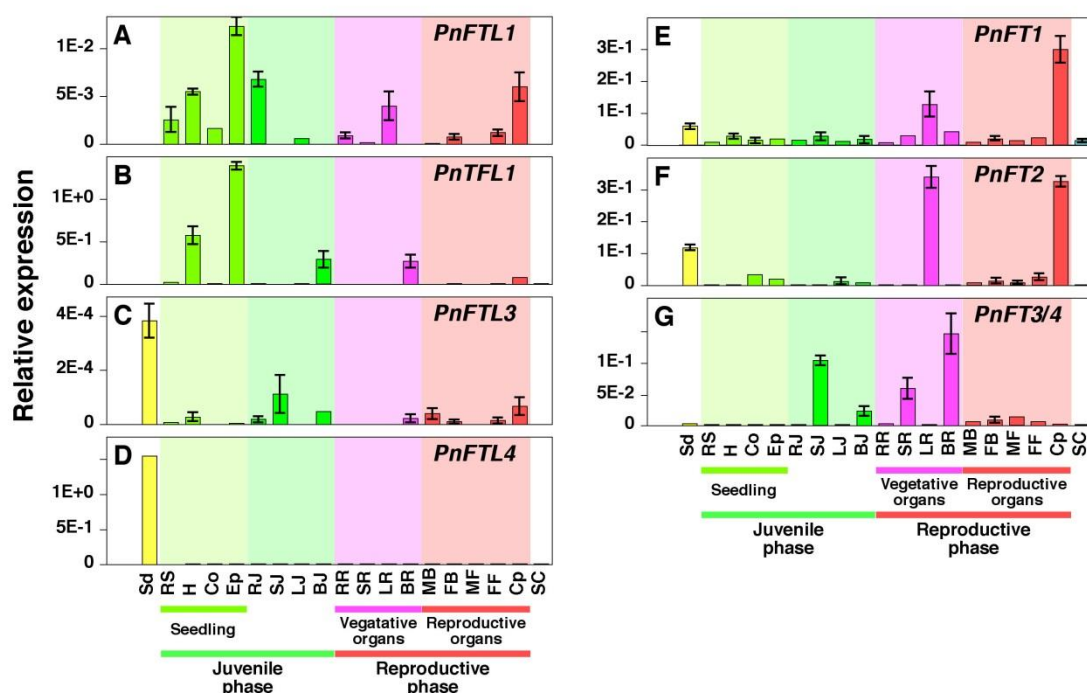 Relative expression
A PnFTL1
1E-2
5E-3
0
B PnTFL1
1E+0
5E-1
0
C PnFTL3
4E-4
2E-4
0
D PnFTL4
1E+0
5E-1
0
Sd RS H Co Ep RJ SJ LJ BJ RR SR LR BR MB FB MF FF Cp SC
Seedling
Vegatative organs
Reproductive organs
Juvenile phase
Reproductive phase
E PnFT1
3E-1
2E-1
1E-1
0
F PnFT2
3E-1
2E-1
1E-1
0
G PnFT3/4
1E-1
5E-2
0
Sd RS H Co Ep RJ SJ LJ BJ RR SR LR BR MB FB MF FF Cp SC
Seedling
Vegetative organs
Reproductive organs
Juvenile phase
Reproductive phase